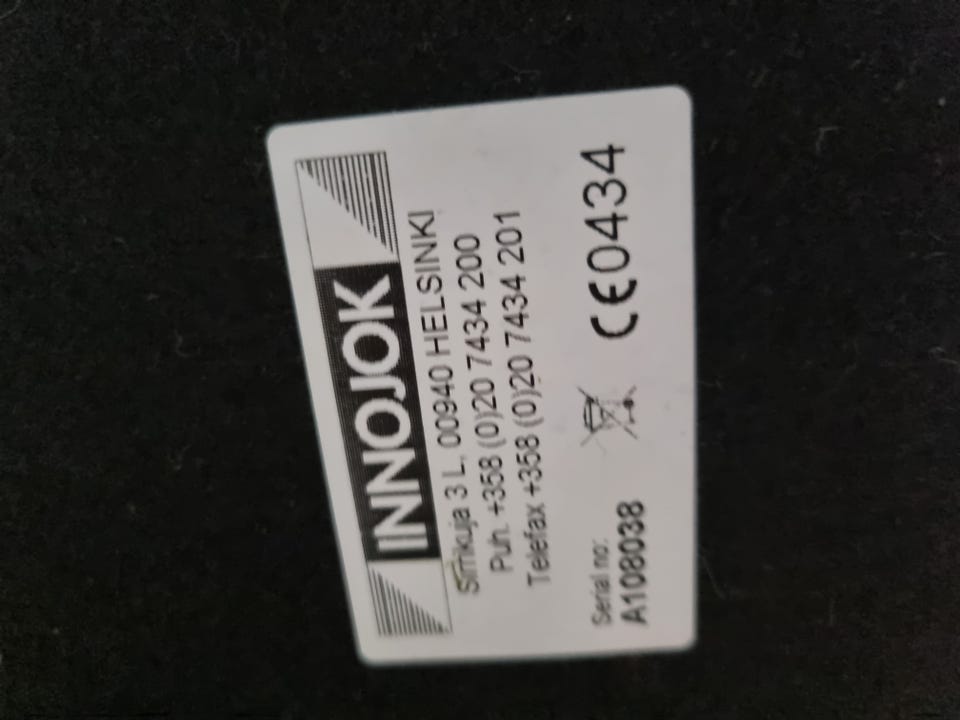 INNOJOK
Sirrikuja 3 L, 00940 HELSINKI
Puh. +358 (0)20 7434 200
Telefax +358 (0)20 7434 201
CE0434
Serial no:
A108038